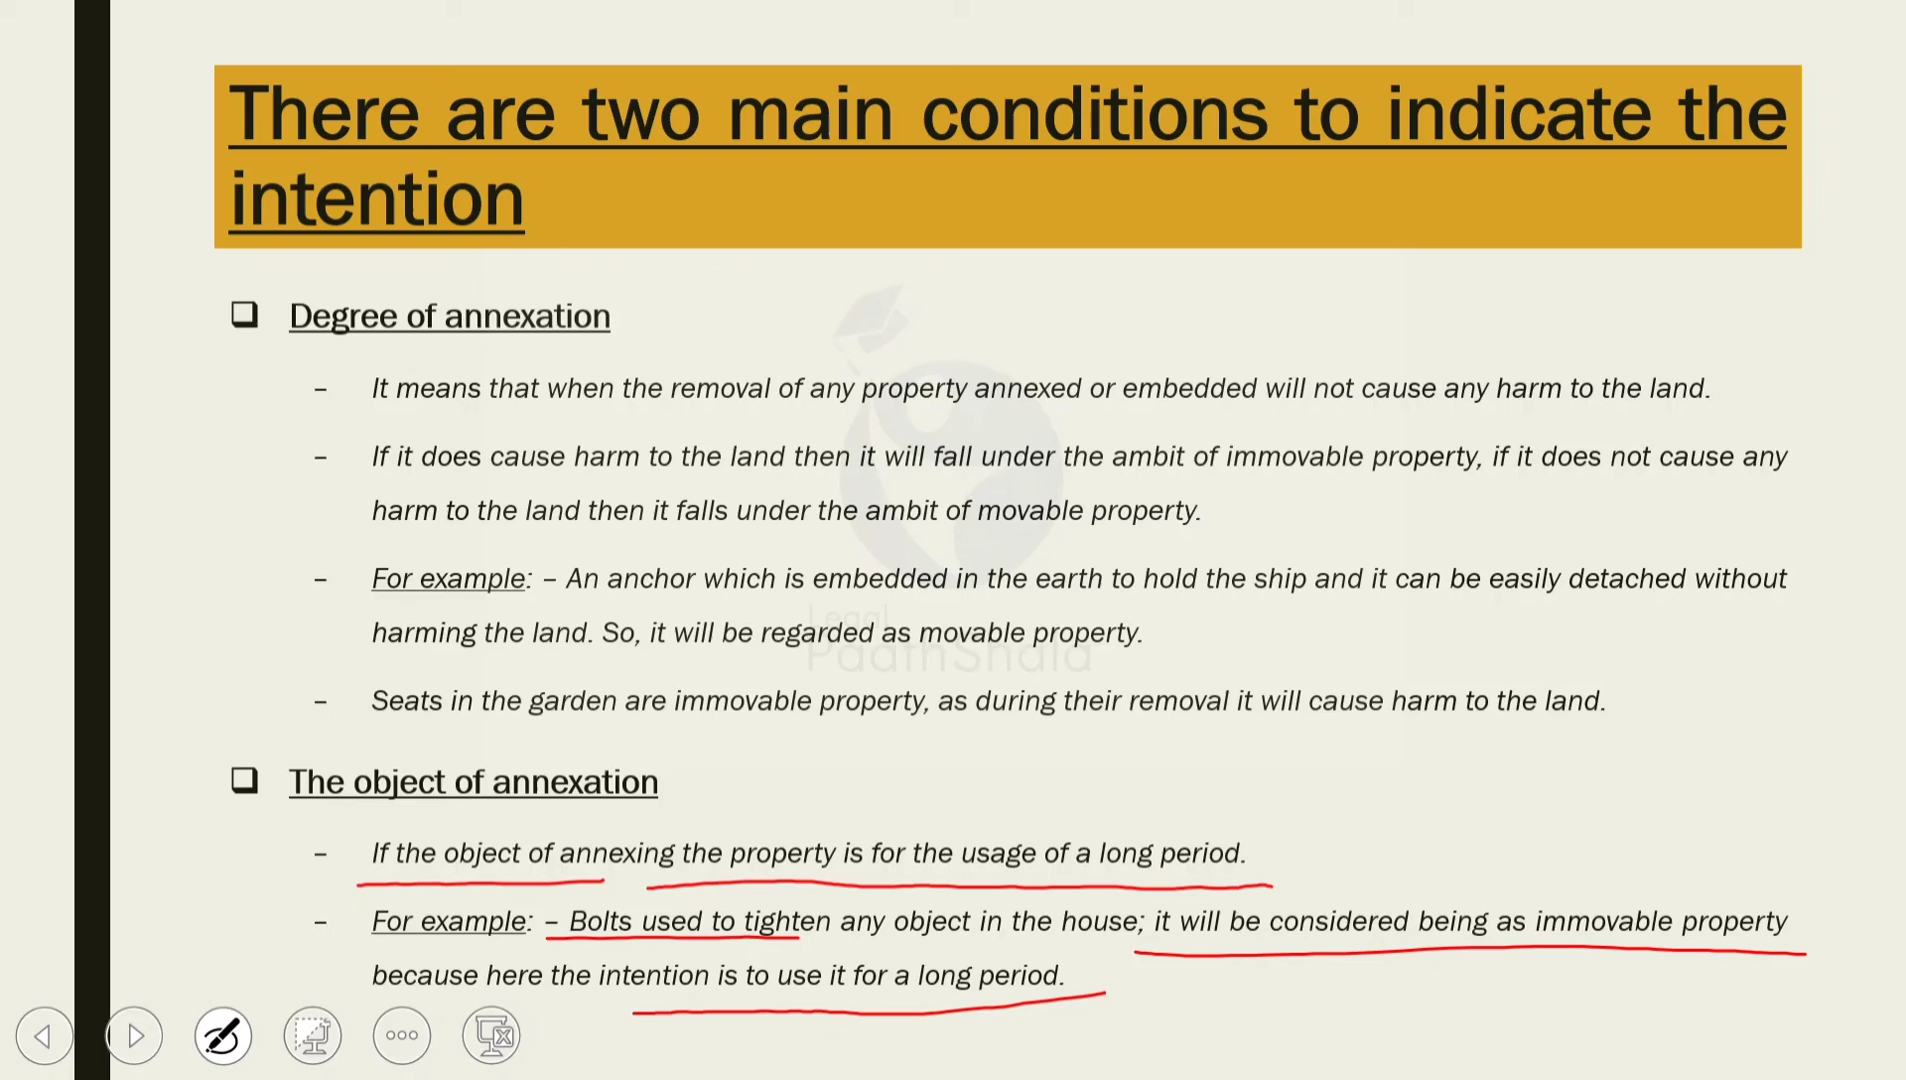 There are two main conditions to indicate the
intention
Degree of annexation
– It means that when the removal of any property annexed or embedded will not cause any harm to the land.
– If it does cause harm to the land then it will fall under the ambit of immovable property, if it does not cause any
harm to the land then it falls under the ambit of movable property.
– For example: – An anchor which is embedded in the earth to hold the ship and it can be easily detached without
harming the land. So, it will be regarded as movable property.
Legal
PaathShala
– Seats in the garden are immovable property, as during their removal it will cause harm to the land.
The object of annexation
– If the object of annexing the property is for the usage of a long period.
– For example: – Bolts used to tighten any object in the house; it will be considered being as immovable property
because here the intention is to use it for a long period.